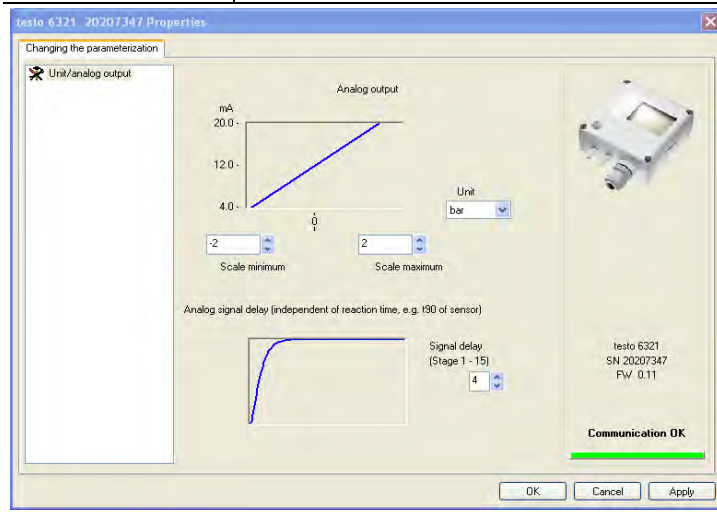 testo 6321 20207347 Properties
Changing the parameterization
Unit/analog output
Analog output
mA
20.0
12.0
4.0
0
Unit
bar
-2
2
Scale minimum
Scale maximum
Analog signal delay (independent of reaction time, e.g. t90 of sensor)
Signal delay
(Stage 1 - 15)
4
testo 6321
SN 20207347
FW 0.11
Communication OK
OK
Cancel
Apply